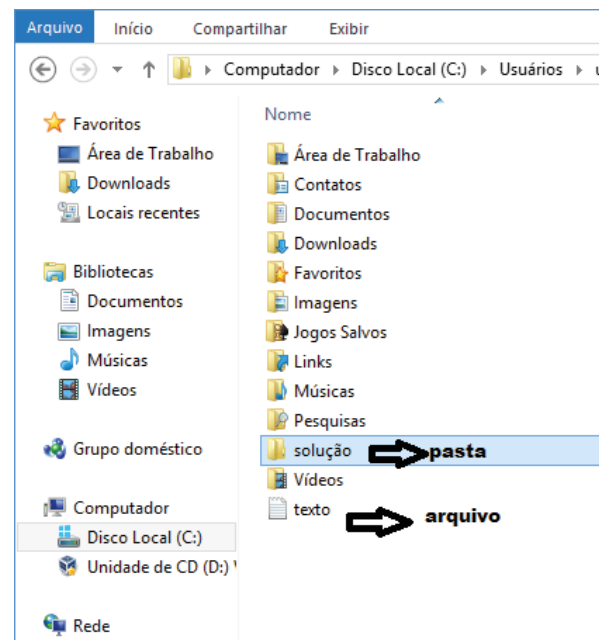 Arquivo Início Compartilhar Exibir
Computador Disco Local (C:) Usuários
Favoritos
Área de Trabalho
Downloads
Locais recentes
Bibliotecas
Documentos
Imagens
Músicas
Vídeos
Grupo doméstico
Computador
Disco Local (C:)
Unidade de CD (D:)
Rede
Nome
Área de Trabalho
Contatos
Documentos
Downloads
Favoritos
Imagens
Jogos Salvos
Links
Músicas
Pesquisas
solução pasta
Vídeos
texto arquivo